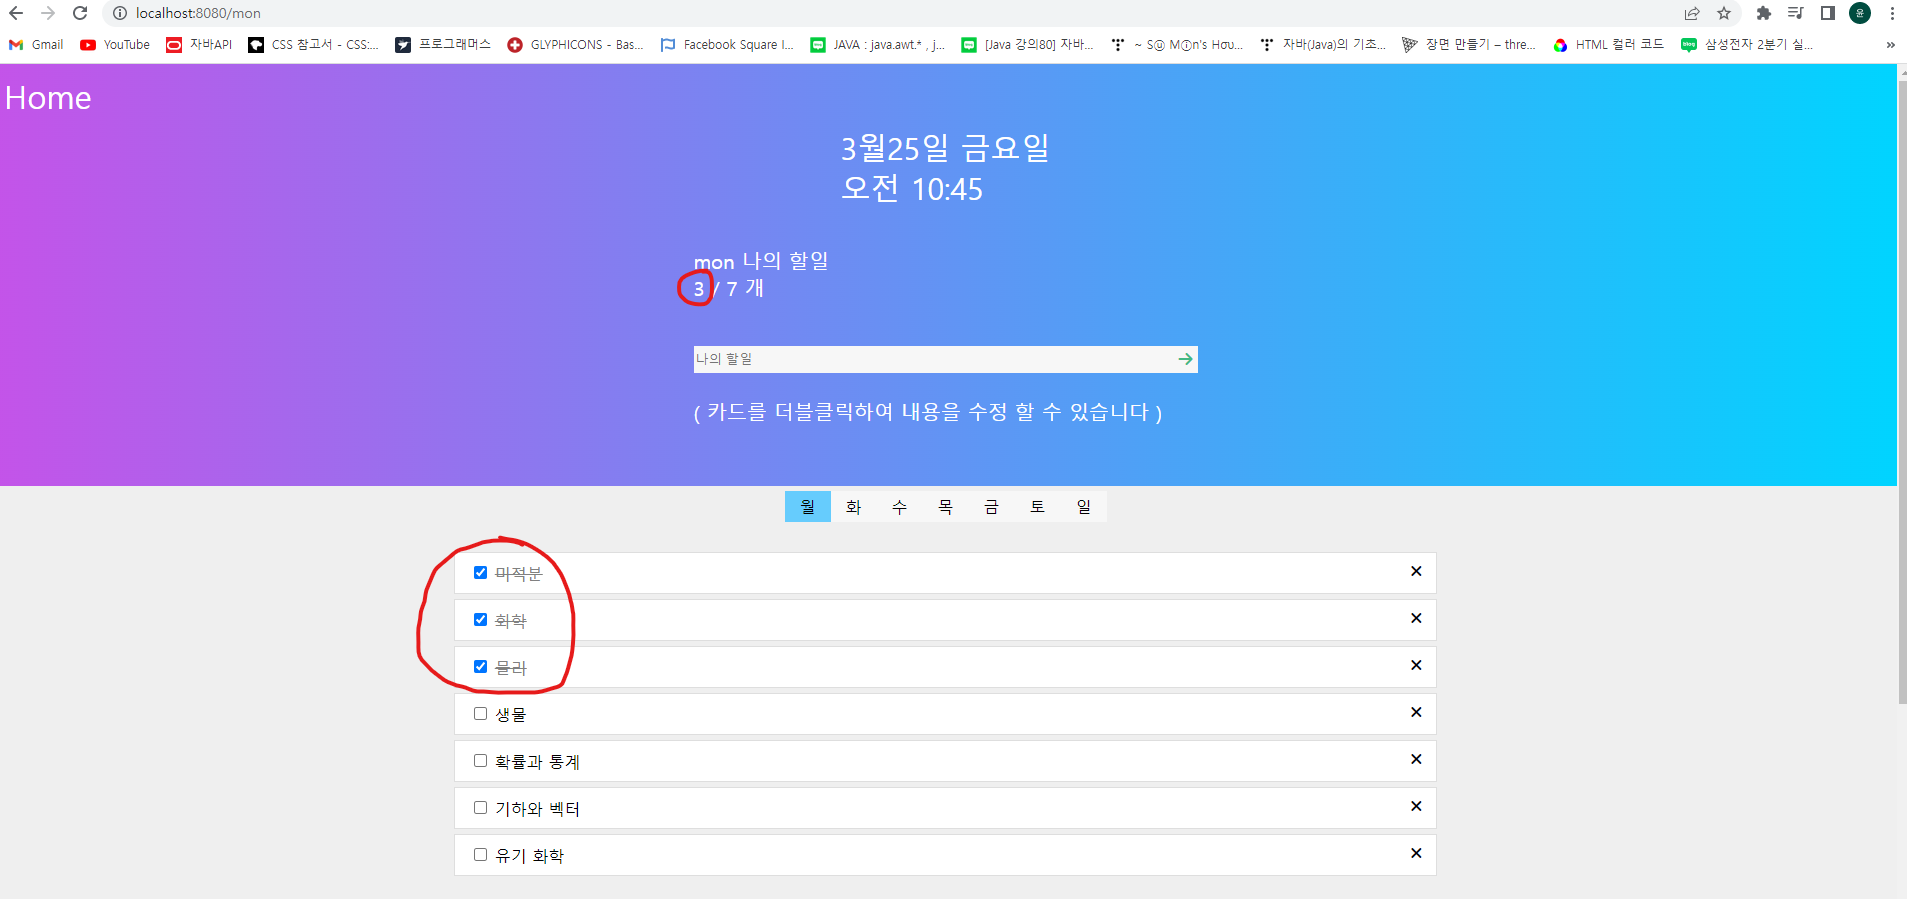 localhost:8080/mon
윤
Gmail
YouTube
자바API
CSS 참고서 - CSS:...
프로그래머스
GLYPHICONS - Bas...
Facebook Square I...
JAVA : java.awt.* , j...
[Java 강의80] 자바...
~ Sⓤ Mⓘn's Hσu...
자바(Java)의 기초...
장면 만들기 – thre...
HTML 컬러 코드
blog
삼성전자 2분기 실...
»
Home
3월25일 금요일
오전 10:45
mon 나의 할일
3 / 7 개
나의 할일
( 카드를 더블클릭하여 내용을 수정 할 수 있습니다 )
월 화 수 목 금 토 일
미적분
화학
물리
생물
확률과 통계
기하와 벡터
유기 화학